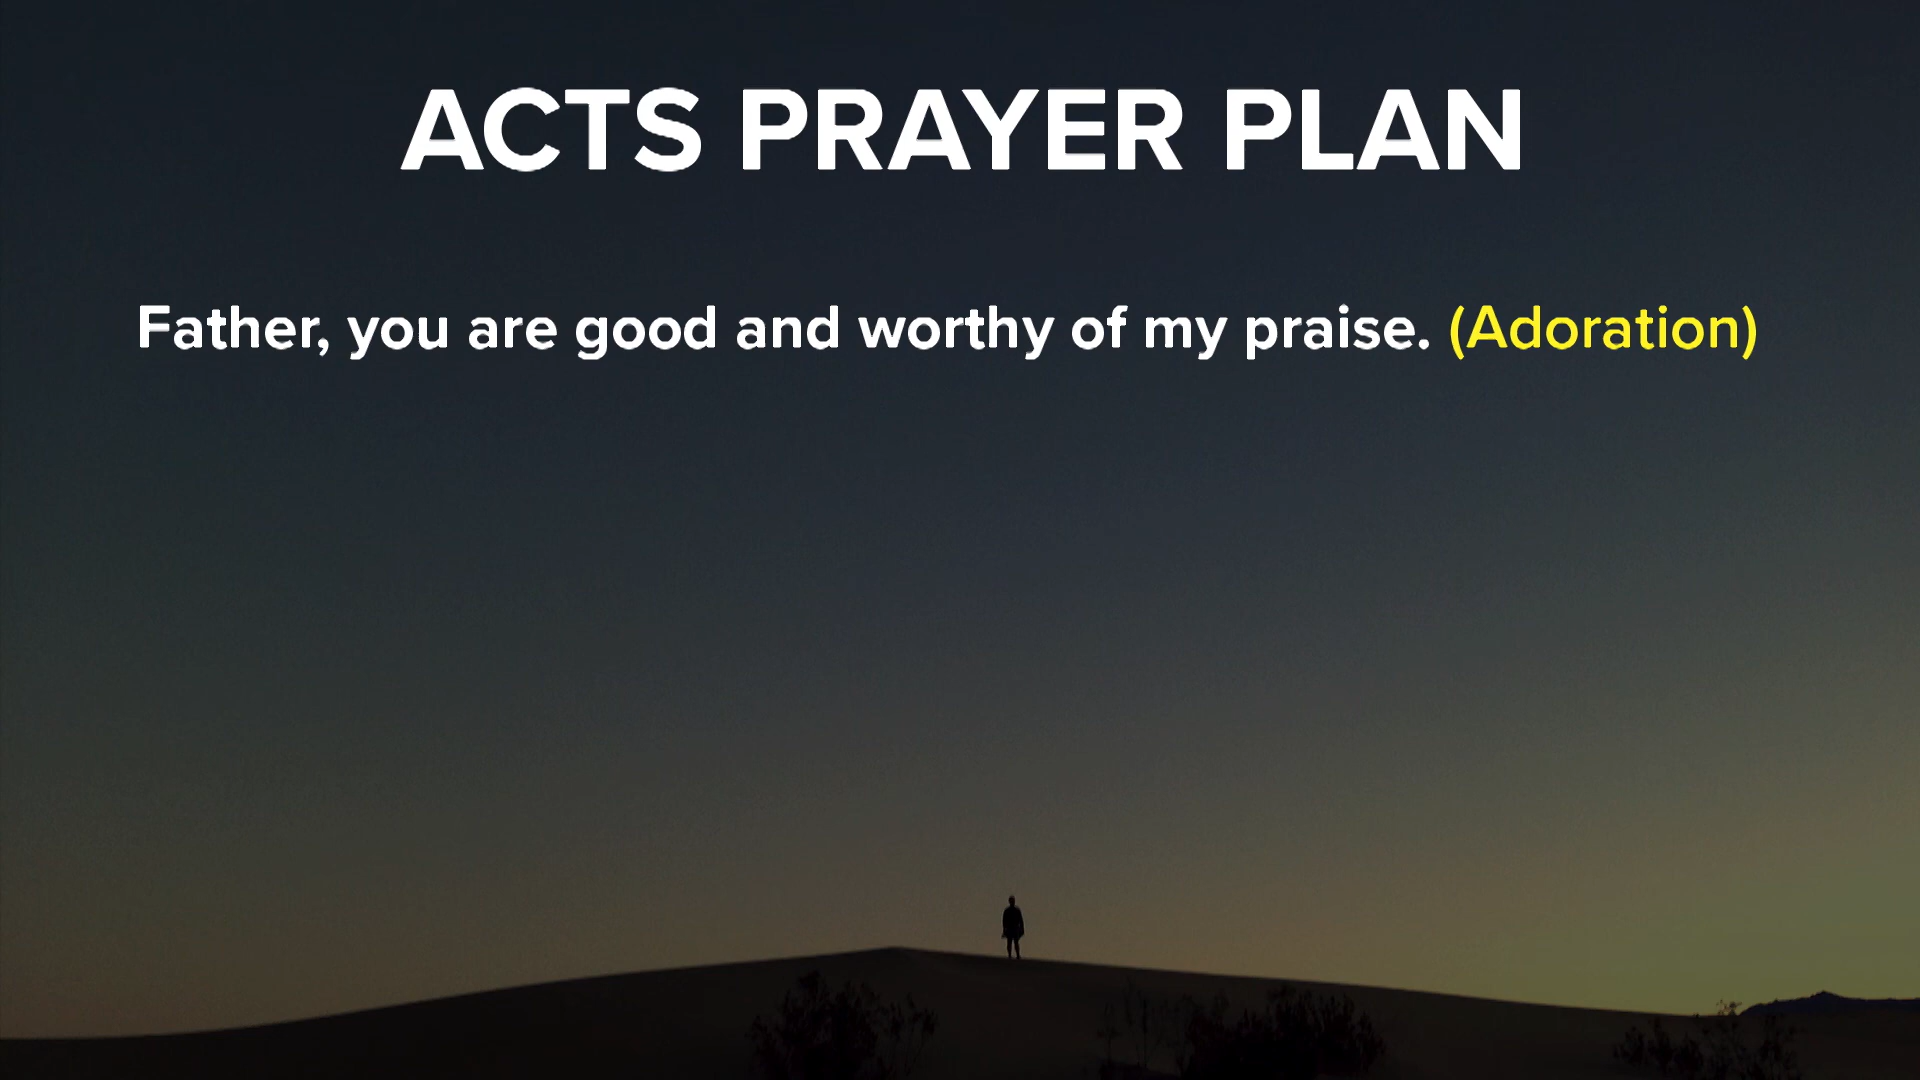 ACTS PRAYER PLAN
Father, you are good and worthy of my praise. (Adoration)